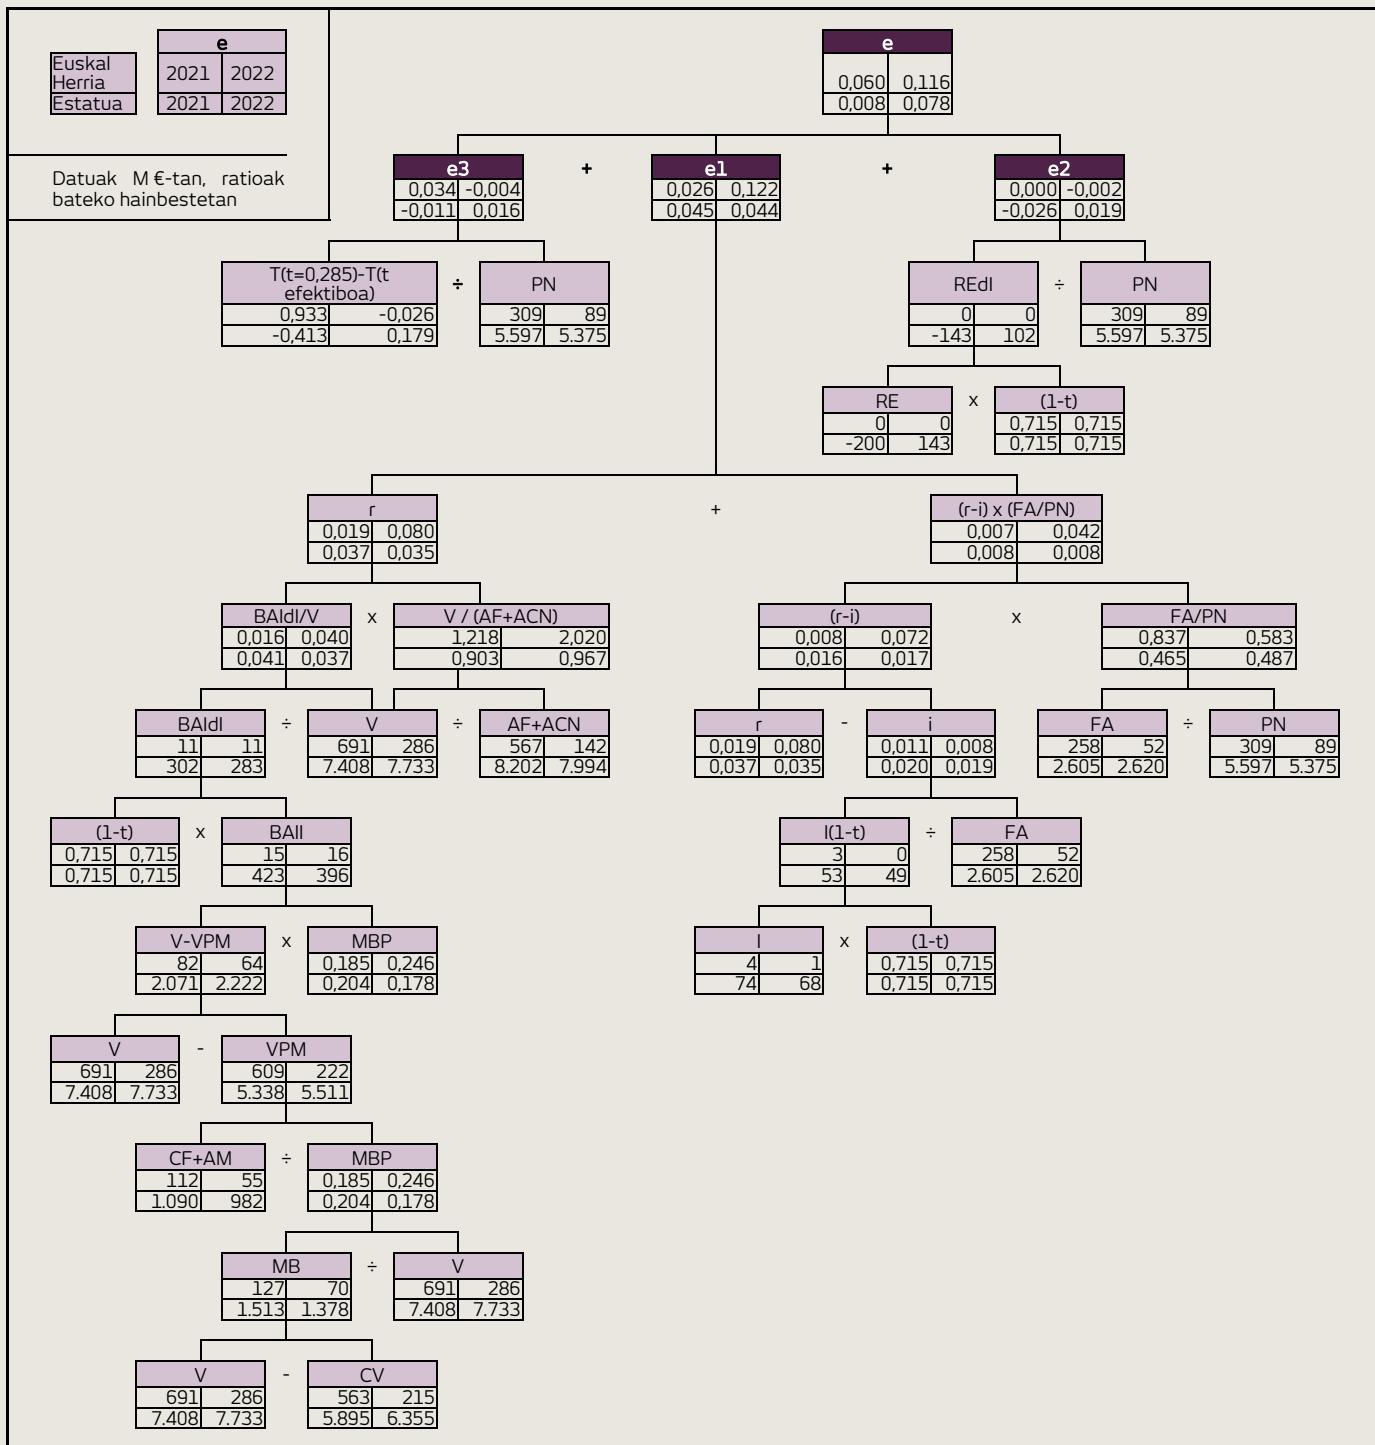 e
Euskal Herria 2021 2022
Estatua 2021 2022
Datuak M €-tan, ratioak
bateko hainbestetan
e
0,060 0,116
0,008 0,078
e3 + e1 + e2
0,034 -0,004 0,026 0,122 0,000 -0,002
-0,011 0,016 0,045 0,044 -0,026 0,019
T(t=0,285)-T(t
efektiboa) ÷ PN REdI ÷ PN
0,933 -0,026 309 89 0 0 309 89
-0,413 0,179 5.597 5.375 -143 102 5.597 5.375
RE x (1-t)
0 0 0,715 0,715
-200 143 0,715 0,715
r + (r-i) x (FA/PN)
0,019 0,080 0,007 0,042
0,037 0,035 0,008 0,008
BAIdI/V x V / (AF+ACN) (r-i) x FA/PN
0,016 0,040 1,218 2,020 0,008 0,072 0,837 0,583
0,041 0,037 0,903 0,967 0,016 0,017 0,465 0,487
BAIdI ÷ V ÷ AF+ACN r - i FA ÷ PN
11 11 691 286 567 142 0,019 0,080 0,011 0,008 258 52 309 89
302 283 7.408 7.733 8.202 7.994 0,037 0,035 0,020 0,019 2.605 2.620 5.597 5.375
(1-t) x BAII I(1-t) ÷ FA
0,715 0,715 15 16 3 0 258 52
0,715 0,715 423 396 53 49 2.605 2.620
V-VPM x MBP I x (1-t)
82 64 0,185 0,246 4 1 0,715 0,715
2.071 2.222 0,204 0,178 74 68 0,715 0,715
V - VPM
691 286 609 222
7.408 7.733 5.338 5.511
CF+AM ÷ MBP
112 55 0,185 0,246
1.090 982 0,204 0,178
MB ÷ V
127 70 691 286
1.513 1.378 7.408 7.733
V - CV
691 286 563 215
7.408 7.733 5.895 6.355